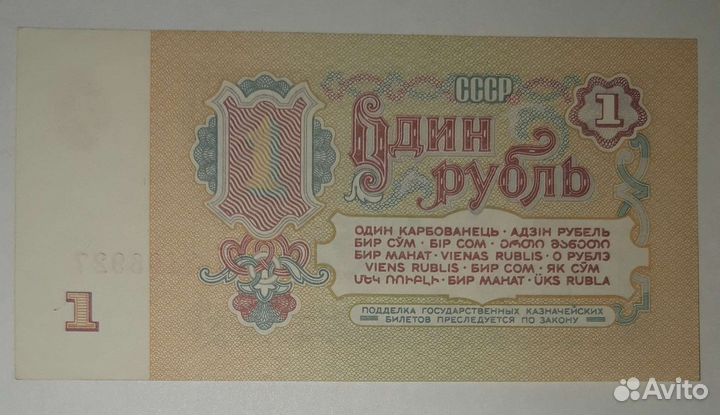 СССР
1
1
Один
рубль
ОДИН КАРБОВАНЕЦЬ · АДЗІН РУБЕЛЬ
БИР СЎМ · БІР СОМ · ᲔᲠᲗᲘ ᲛᲐᲜᲔᲗᲘ
БИР МАНАТ · VIENAS RUBLIS · О РУБЛЭ
VIENS RUBLIS · БИР СОМ · ЯК СӮМ
ՄԵԿ ՌՈՒԲԼԻ · БИР МАНАТ · ÜKS RUBLA
ПОДДЕЛКА ГОСУДАРСТВЕННЫХ КАЗНАЧЕЙСКИХ
БИЛЕТОВ ПРЕСЛЕДУЕТСЯ ПО ЗАКОНУ
1
Avito